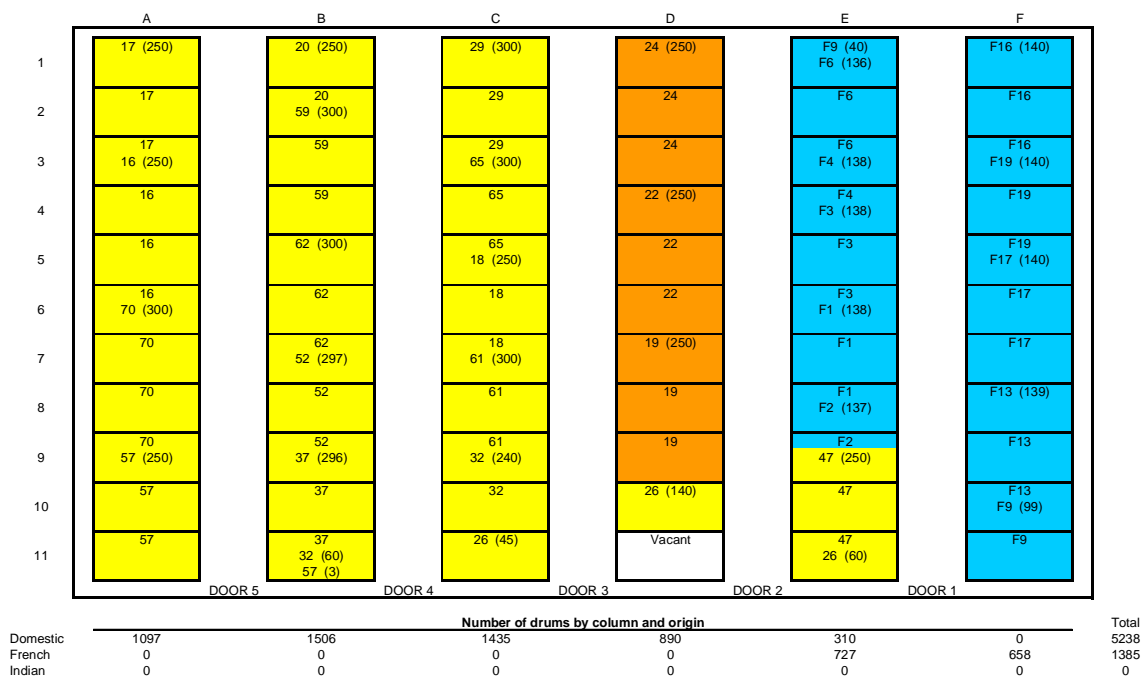 A B C D E F
1 17 (250) 20 (250) 29 (300) 24 (250) F9 (40) F16 (140)
F6 (136)
2 17 20 29 24 F6 F16
59 (300)
3 17 59 29 24 F6 F16
16 (250) 65 (300) F4 (138) F19 (140)
4 16 59 65 22 (250) F4 F19
F3 (138)
5 16 62 (300) 65 22 F3 F19
18 (250) F17 (140)
6 16 62 18 22 F3 F17
70 (300) F1 (138)
7 70 62 18 19 (250) F1 F17
52 (297) 61 (300)
8 70 52 61 19 F1 F13 (139)
F2 (137)
9 70 52 61 19 F2 F13
57 (250) 37 (296) 32 (240) 47 (250)
10 57 37 32 26 (140) 47 F13
F9 (99)
11 57 37 26 (45) Vacant 47 F9
32 (60) 26 (60)
57 (3)
DOOR 5 DOOR 4 DOOR 3 DOOR 2 DOOR 1
Number of drums by column and origin Total
Domestic 1097 1506 1435 890 310 0 5238
French 0 0 0 0 727 658 1385
Indian 0 0 0 0 0 0 0